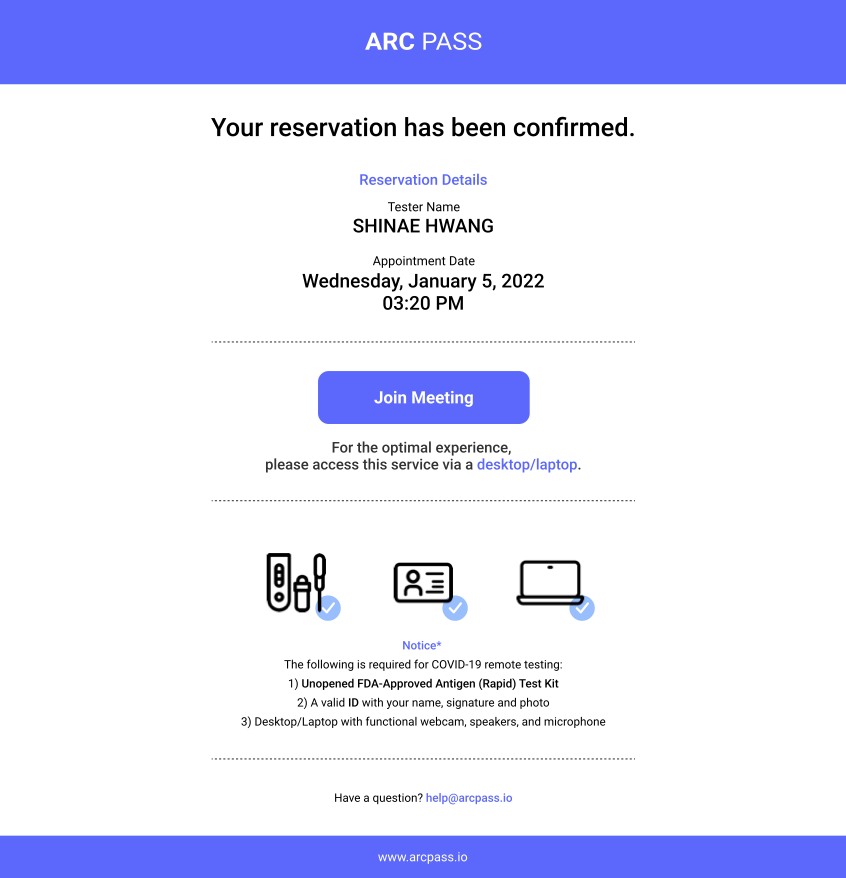 ARC PASS
Your reservation has been confirmed.
Reservation Details
Tester Name
SHINAE HWANG
Appointment Date
Wednesday, January 5, 2022
03:20 PM
Join Meeting
For the optimal experience,
please access this service via a desktop/laptop.
Notice*
The following is required for COVID-19 remote testing:
1) Unopened FDA-Approved Antigen (Rapid) Test Kit
2) A valid ID with your name, signature and photo
3) Desktop/Laptop with functional webcam, speakers, and microphone
Have a question? help@arcpass.io
www.arcpass.io